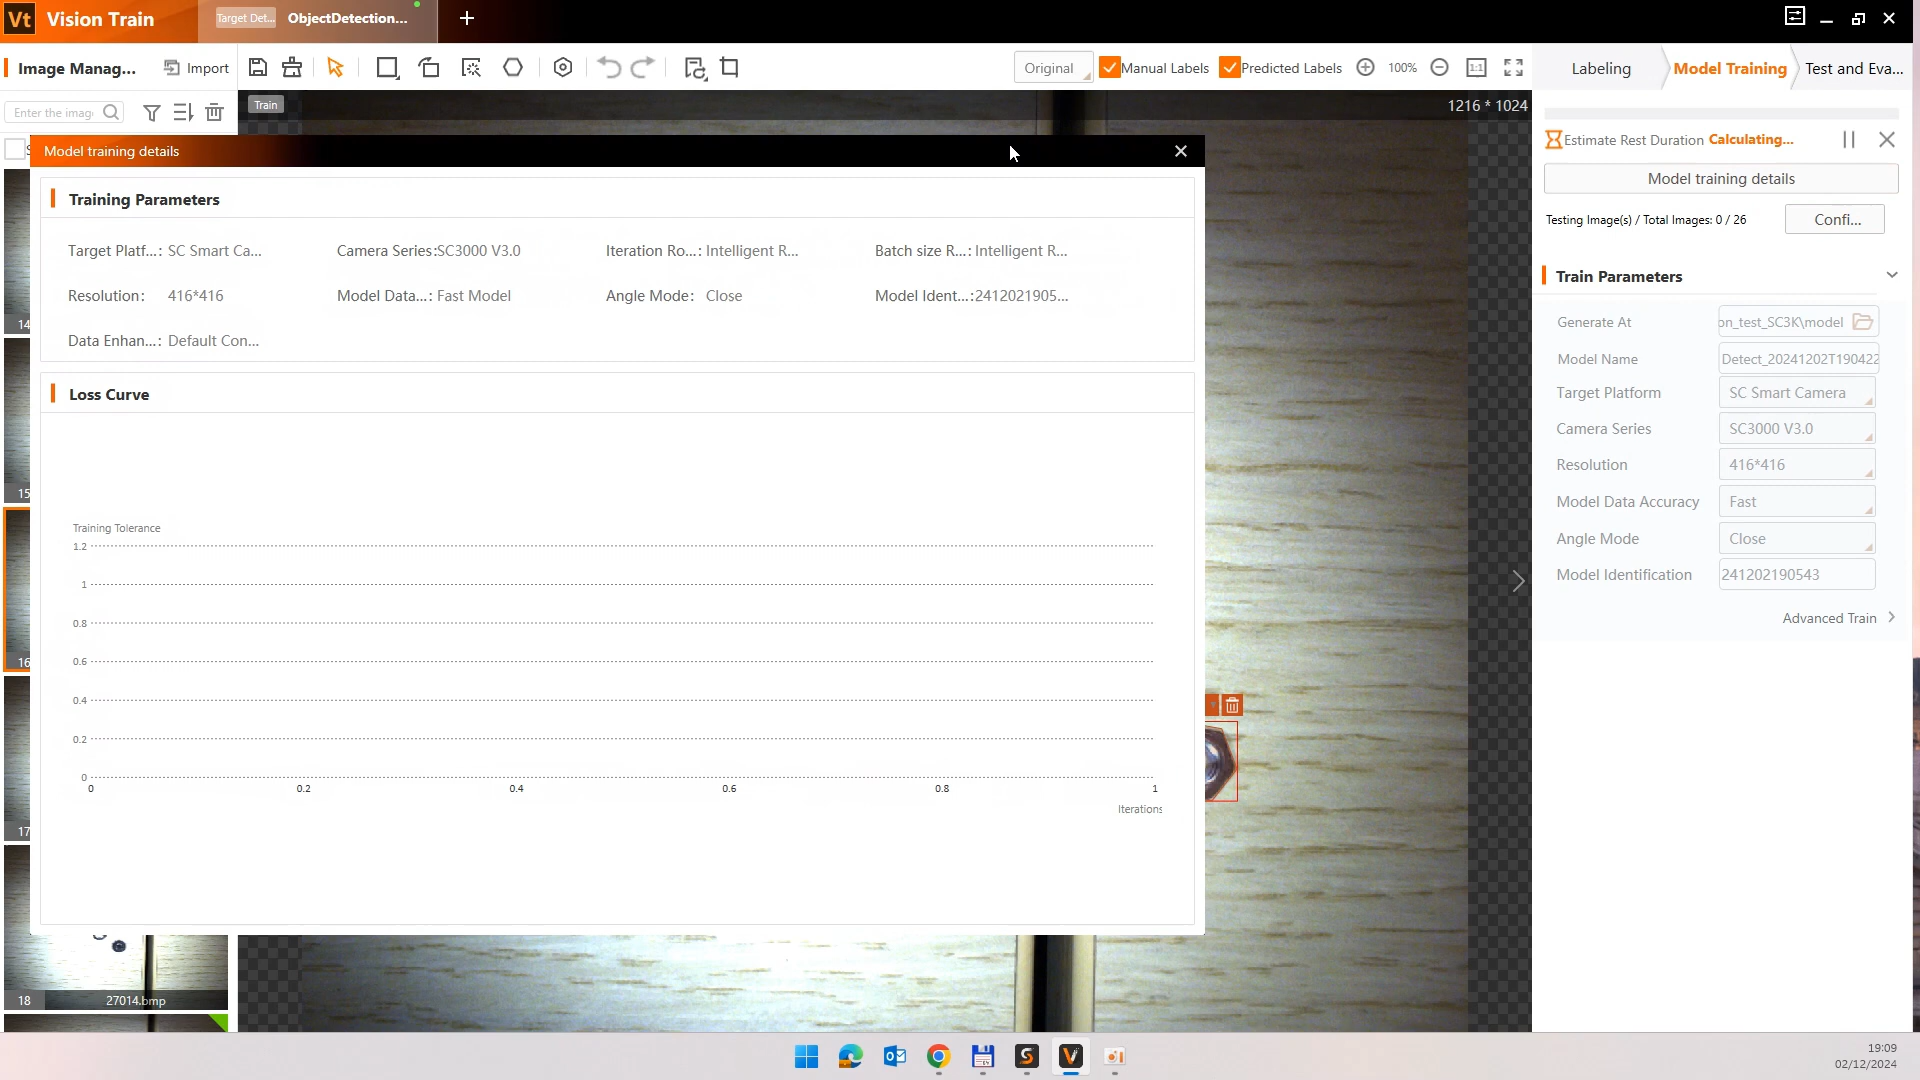 Vt Vision Train
Target Det... ObjectDetection...
Image Manag... Import
Original Manual Labels Predicted Labels 100% 1:1
Labeling Model Training Test and Eva...
Enter the imag
Train
1216 * 1024
Estimate Rest Duration Calculating...
Model training details
Testing Image(s) / Total Images: 0 / 26 Confi...
Train Parameters
Generate At on_test_SC3K\model
Model Name Detect_20241202T190422
Target Platform SC Smart Camera
Camera Series SC3000 V3.0
Resolution 416*416
Model Data Accuracy Fast
Angle Mode Close
Model Identification 241202190543
Advanced Train
Model training details
Training Parameters
Target Platf...: SC Smart Ca... Camera Series:SC3000 V3.0 Iteration Ro...: Intelligent R... Batch size R...: Intelligent R...
Resolution: 416*416 Model Data...: Fast Model Angle Mode: Close Model Ident...:2412021905...
Data Enhan...: Default Con...
Loss Curve
Training Tolerance
1.2
1
0.8
0.6
0.4
0.2
0
0 0.2 0.4 0.6 0.8 1
Iterations
14
15
16
17
18 27014.bmp
19:09
02/12/2024